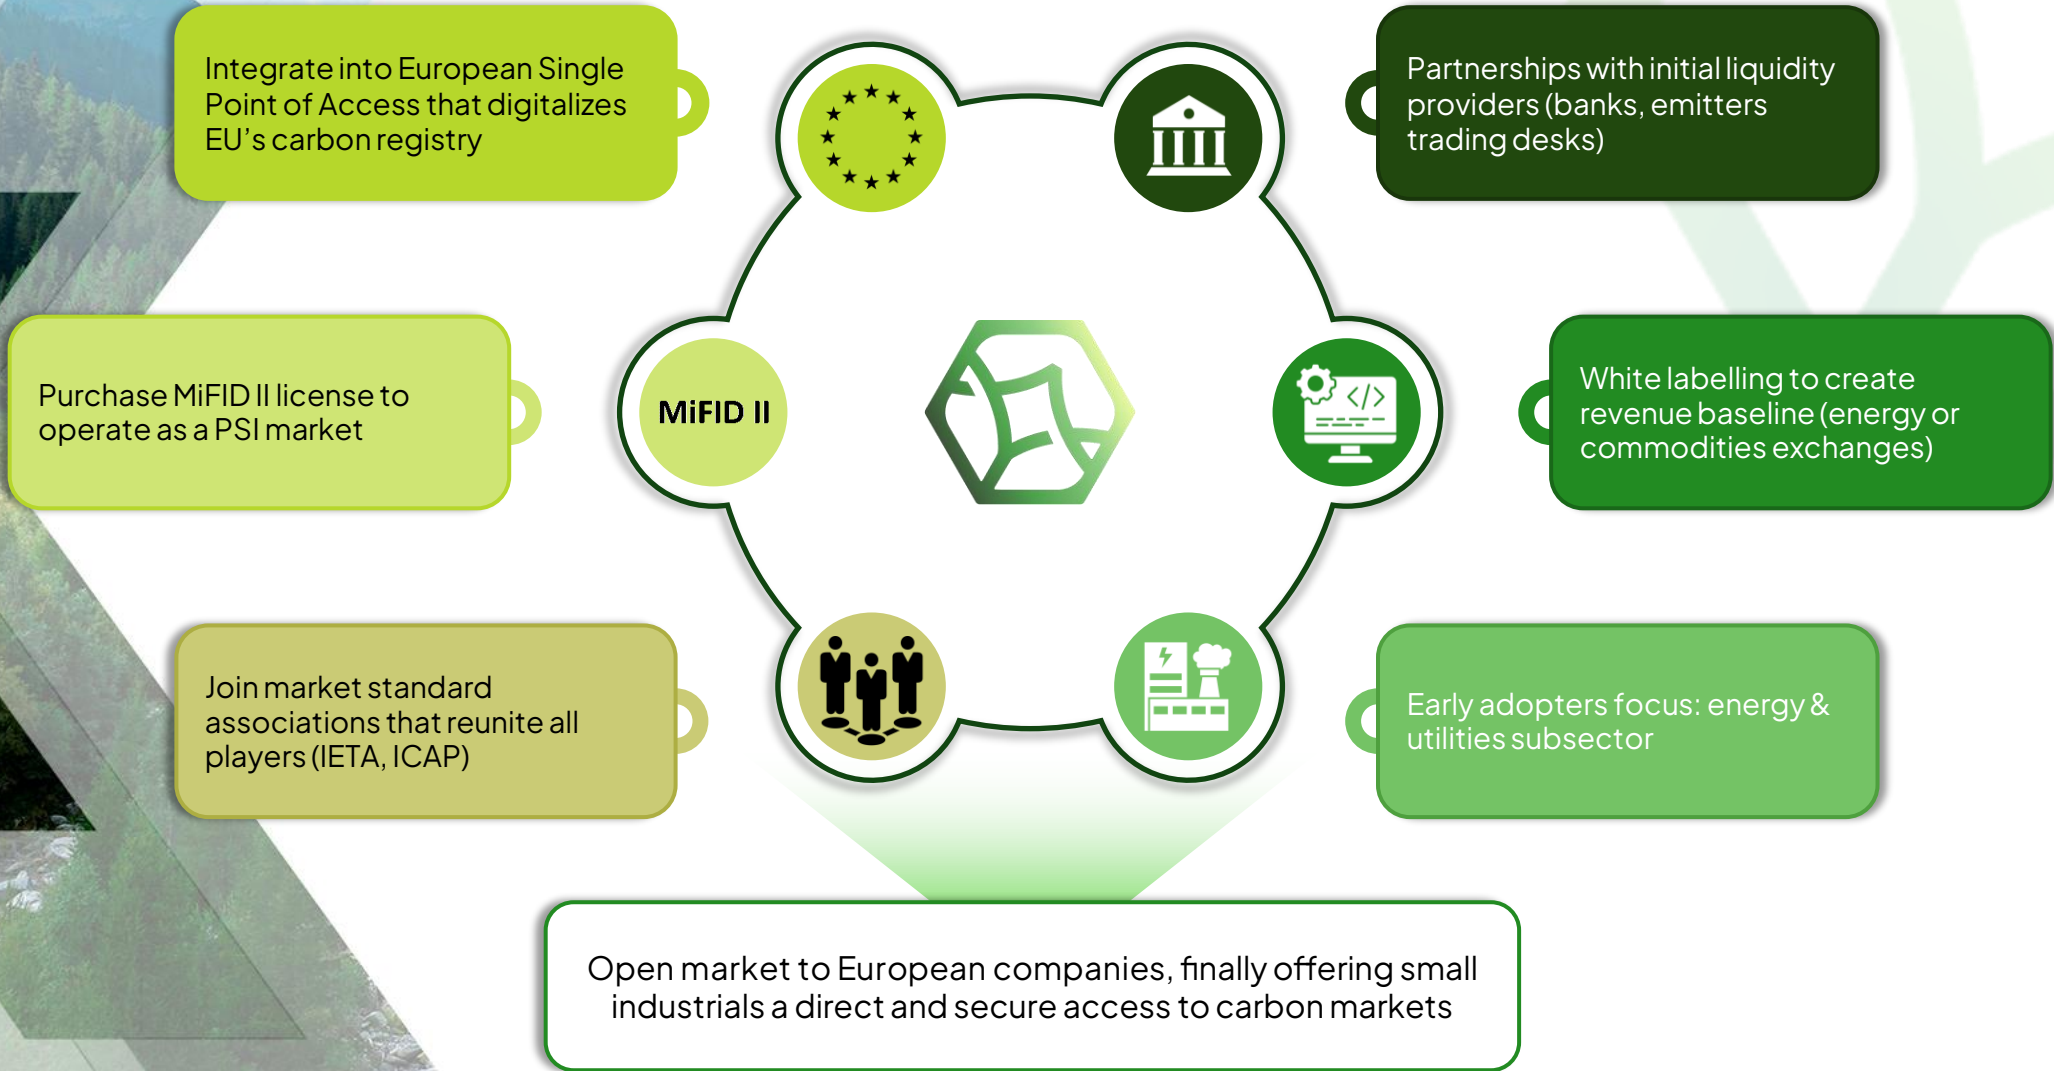 Integrate into European Single
Point of Access that digitalizes
EU's carbon registry
Partnerships with initial liquidity
providers (banks, emitters
trading desks)
Purchase MiFID II license to
operate as a PSI market
MiFID II
</>
White labelling to create
revenue baseline (energy or
commodities exchanges)
Join market standard
associations that reunite all
players (IETA, ICAP)
Early adopters focus: energy &
utilities subsector
Open market to European companies, finally offering small
industrials a direct and secure access to carbon markets